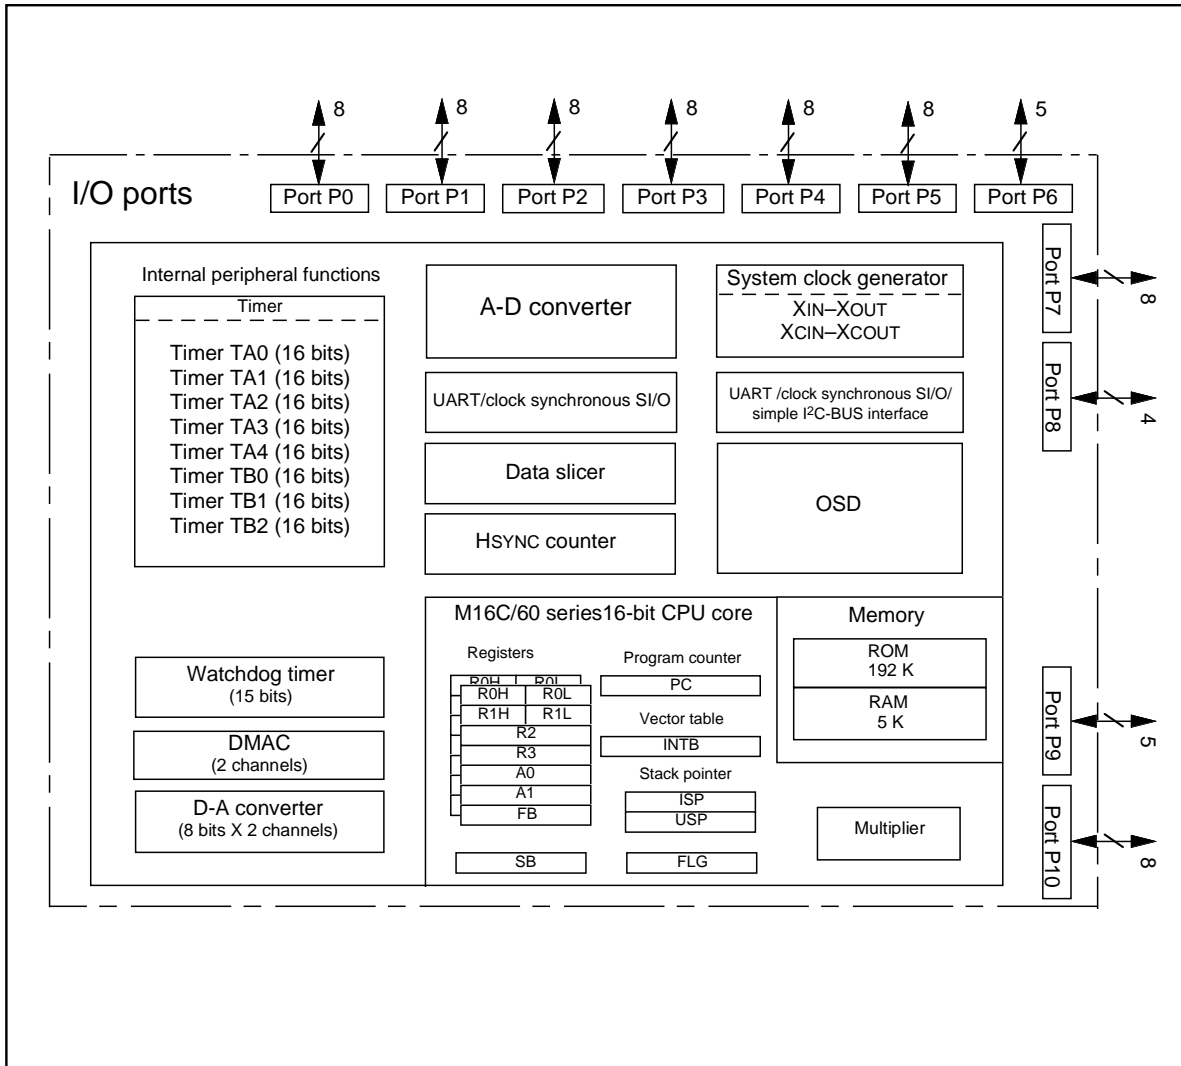 8 8 8 8 8 8 5
I/O ports
Port P0 Port P1 Port P2 Port P3 Port P4 Port P5 Port P6
Port P7 8
Port P8 4
Port P9 5
Port P10 8
Internal peripheral functions
Timer
Timer TA0 (16 bits)
Timer TA1 (16 bits)
Timer TA2 (16 bits)
Timer TA3 (16 bits)
Timer TA4 (16 bits)
Timer TB0 (16 bits)
Timer TB1 (16 bits)
Timer TB2 (16 bits)
Watchdog timer
(15 bits)
DMAC
(2 channels)
D-A converter
(8 bits X 2 channels)
A-D converter
UART/clock synchronous SI/O
Data slicer
HSYNC counter
System clock generator
XIN–XOUT
XCIN–XCOUT
UART /clock synchronous SI/O/
simple I²C-BUS interface
OSD
M16C/60 series16-bit CPU core
Registers
R0H R0L
R0H R0L
R1H R1L
R2
R3
A0
A1
FB
SB
Program counter
PC
Vector table
INTB
Stack pointer
ISP
USP
FLG
Memory
ROM
192 K
RAM
5 K
Multiplier